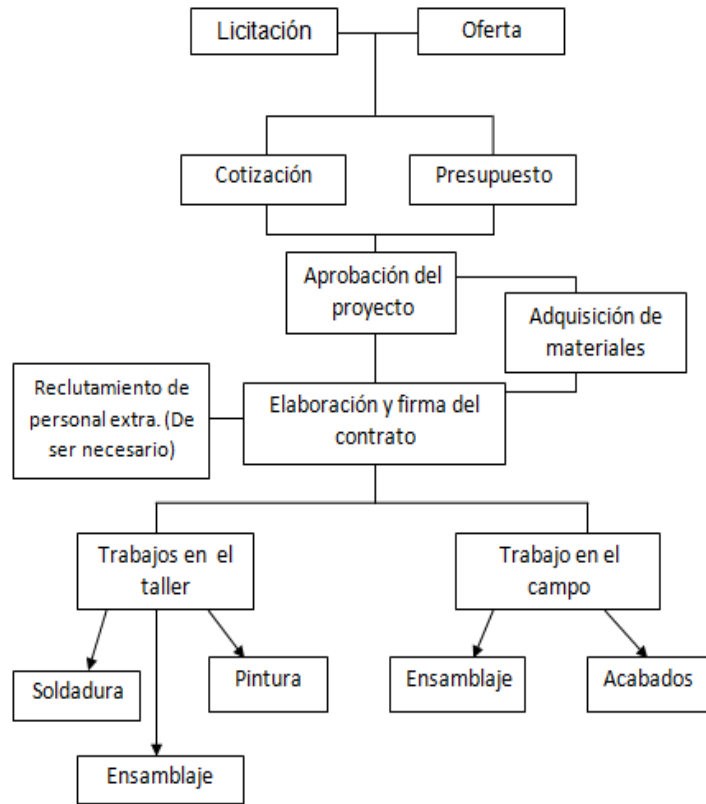 Licitación
Oferta
Cotización
Presupuesto
Aprobación del
proyecto
Adquisición de
materiales
Reclutamiento de
personal extra. (De
ser necesario)
Elaboración y firma del
contrato
Trabajos en el
taller
Trabajo en el
campo
Soldadura
Pintura
Ensamblaje
Acabados
Ensamblaje